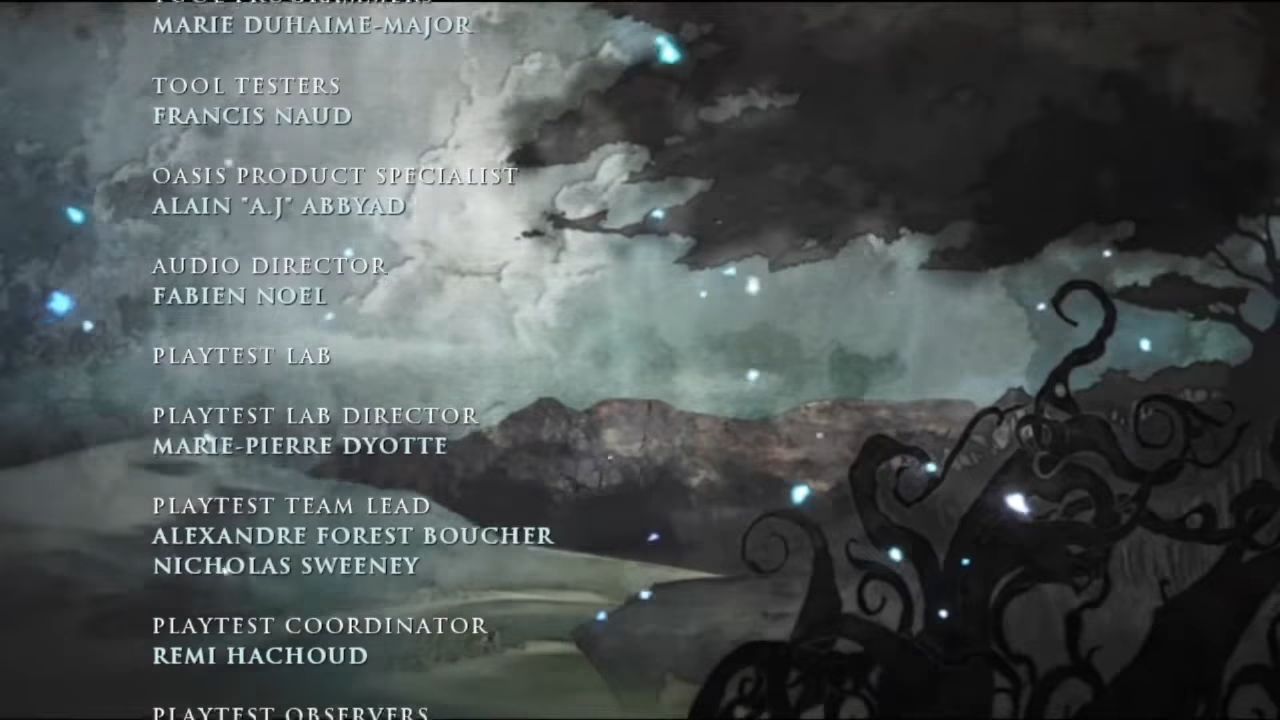 TOOL PROGRAMMERS
MARIE DUHAIME-MAJOR
TOOL TESTERS
FRANCIS NAUD
OASIS PRODUCT SPECIALIST
ALAIN "A.J" ABBYAD
AUDIO DIRECTOR
FABIEN NOEL
PLAYTEST LAB
PLAYTEST LAB DIRECTOR
MARIE-PIERRE DYOTTE
PLAYTEST TEAM LEAD
ALEXANDRE FOREST BOUCHER
NICHOLAS SWEENEY
PLAYTEST COORDINATOR
REMI HACHOUD
PLAYTEST OBSERVERS